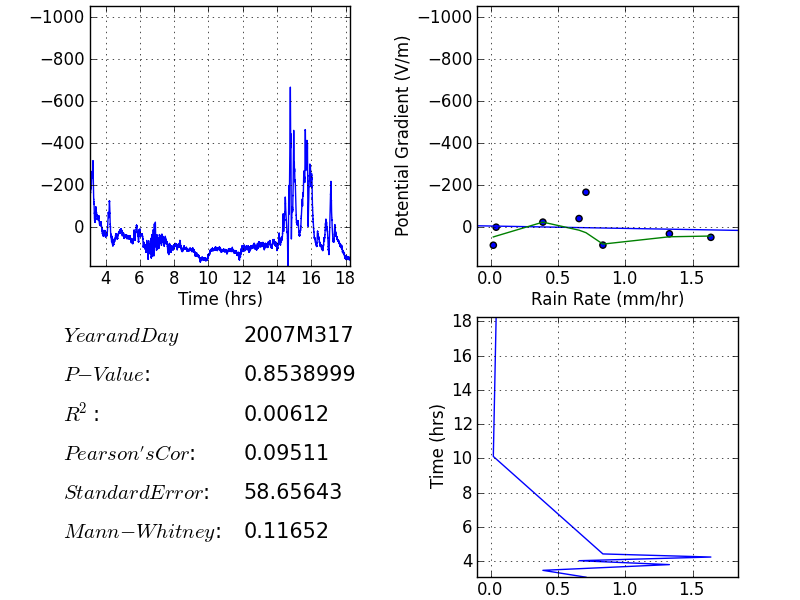 −1000
−800
−600
−400
−200
0
4 6 8 10 12 14 16 18
Time (hrs)
Potential Gradient (V/m)
−1000
−800
−600
−400
−200
0
0.0 0.5 1.0 1.5
Rain Rate (mm/hr)
YearandDay 2007M317
P−Value: 0.8538999
R²: 0.00612
Pearson'sCor: 0.09511
StandardError: 58.65643
Mann−Whitney: 0.11652
Time (hrs)
18
16
14
12
10
8
6
4
0.0 0.5 1.0 1.5